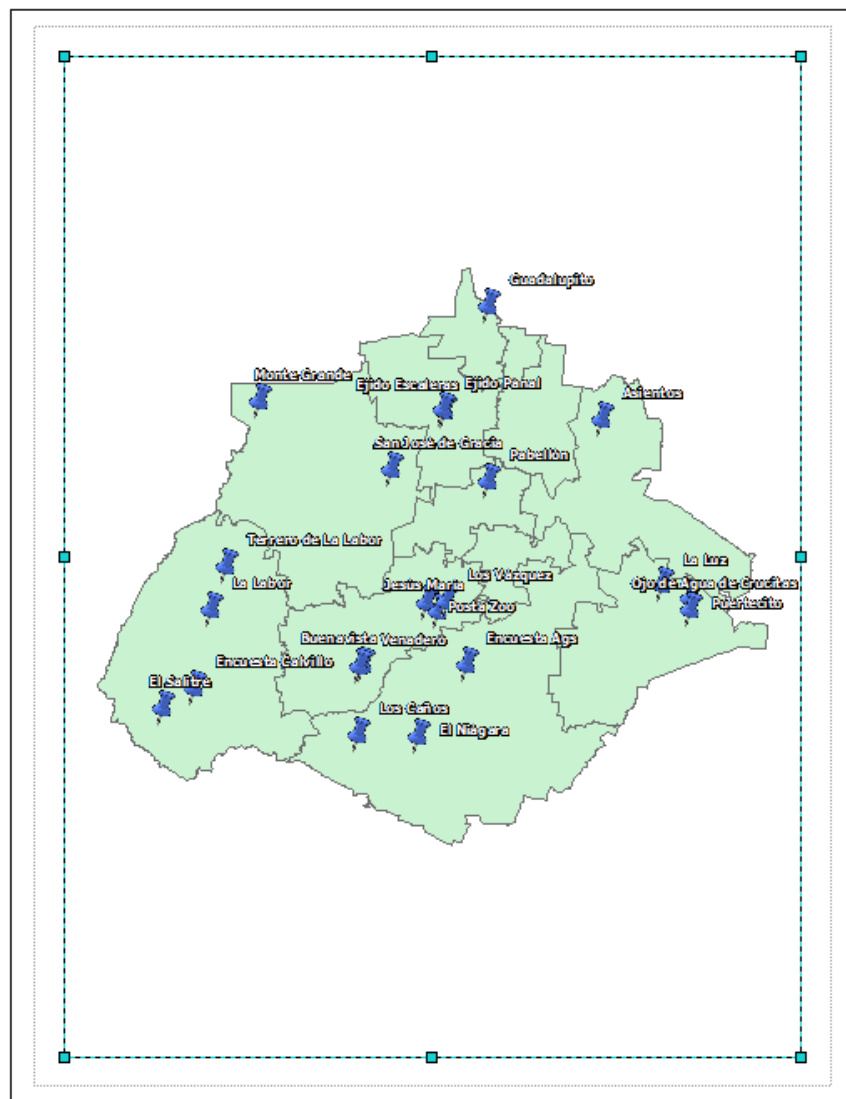 Guadalupito
Monte Grande
Ejido Escaleras
Ejido Panal
Asientos
San José de Gracia
Pabellón
Terrero de La Labor
La Labor
Jesús María
Los Vázquez
Posta Zoo
La Luz
Ojo de Agua de Crucitas
Puertecito
Buenavista
Venadero
Encuesta Ags
Encuesta Calvillo
El Salitre
Los Caños
El Niágara